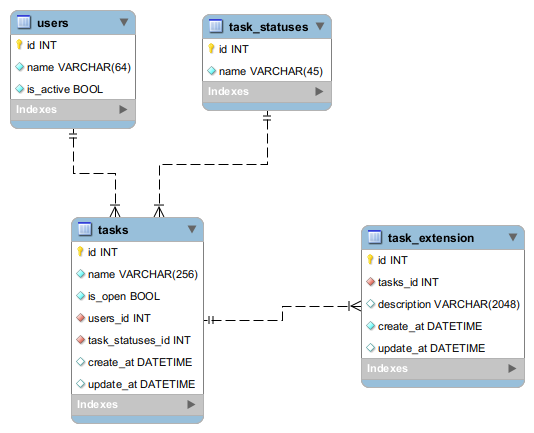 users
id INT
name VARCHAR(64)
is_active BOOL
Indexes
task_statuses
id INT
name VARCHAR(45)
Indexes
tasks
id INT
name VARCHAR(256)
is_open BOOL
users_id INT
task_statuses_id INT
create_at DATETIME
update_at DATETIME
Indexes
task_extension
id INT
tasks_id INT
description VARCHAR(2048)
create_at DATETIME
update_at DATETIME
Indexes